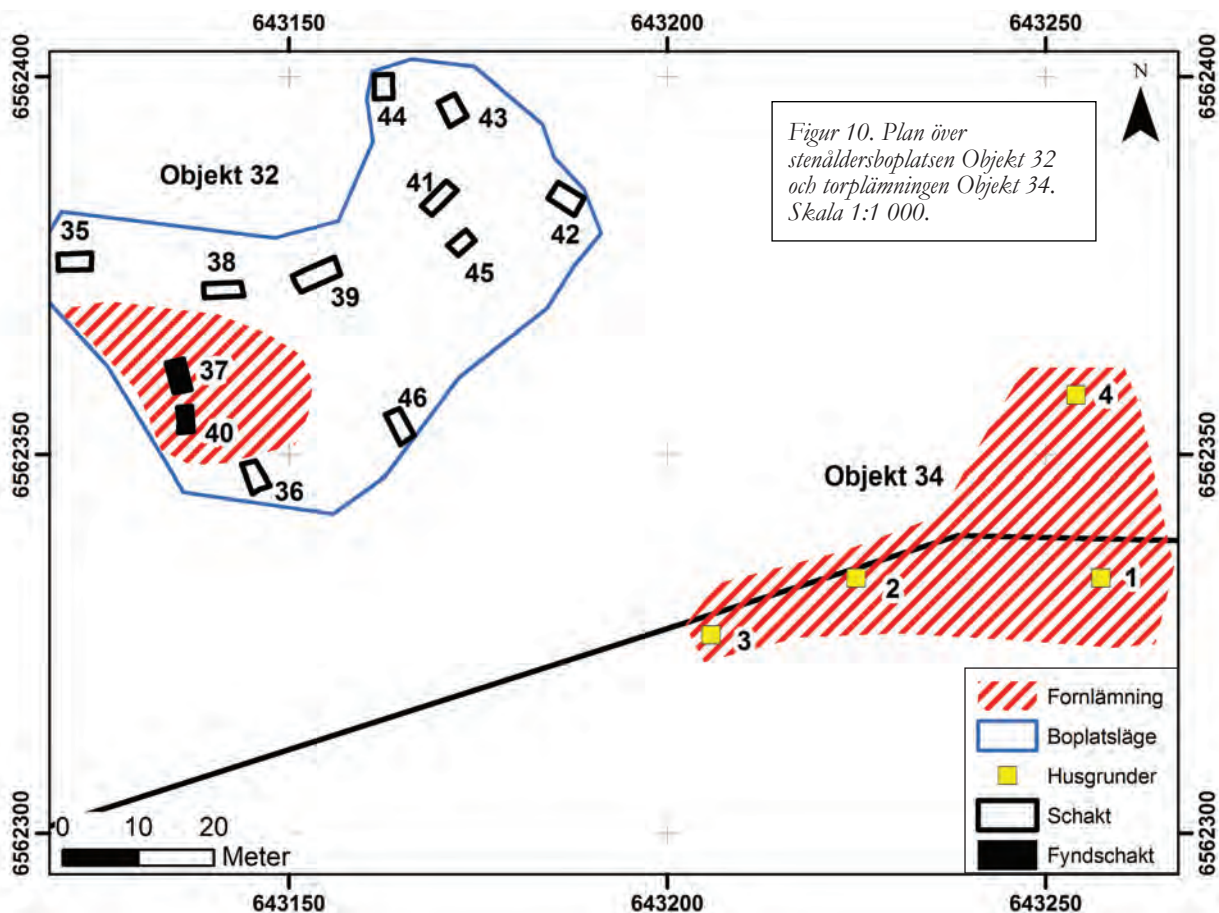 643150 643200 643250
6562400 6562400
N
44
43
Figur 10. Plan över
stenåldersboplatsen Objekt 32
och torplämningen Objekt 34.
Skala 1:1 000.
Objekt 32
41
42
35
45
38
39
37
4
46
40
6562350 6562350
Objekt 34
36
2
1
3
Fornlämning
Boplatsläge
Husgrunder
Schakt
Fyndschakt
6562300 6562300
0 10 20
Meter
643150 643200 643250